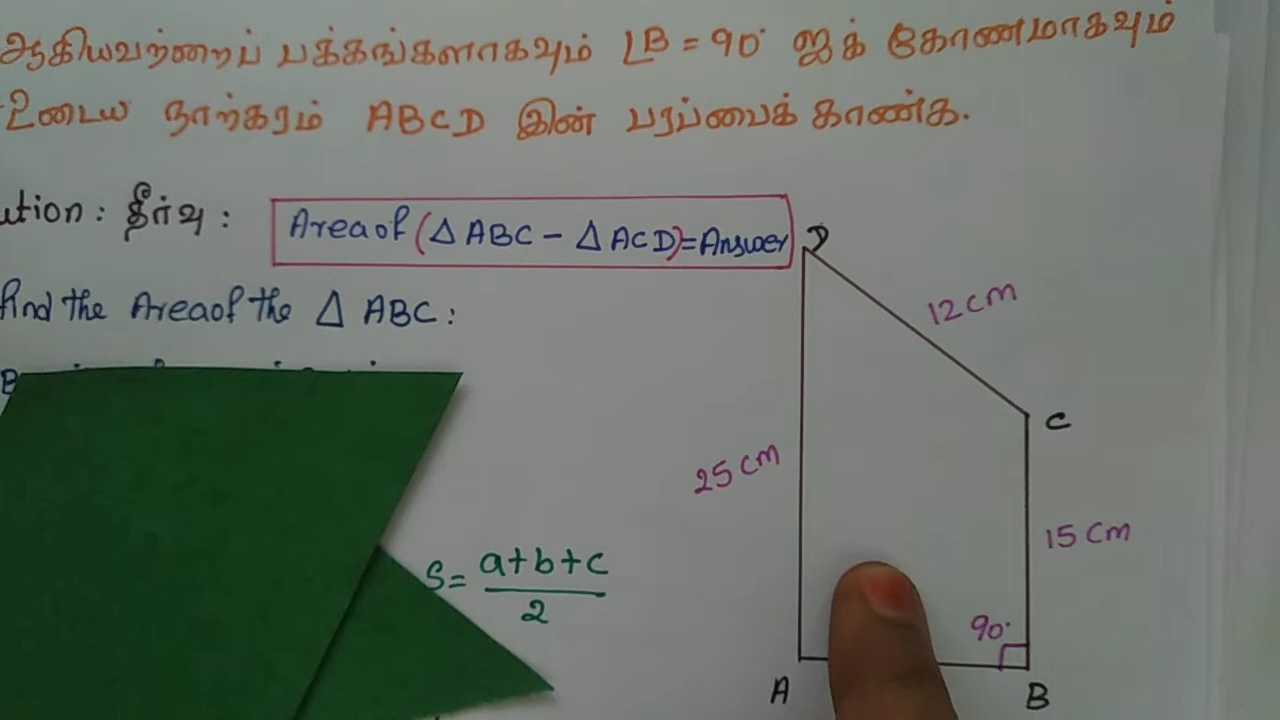 ஆகியவற்றைப் பக்கங்களாகவும் ∠B = 90° ஐக் கோணமாகவும்
உடைய நாற்கரம் ABCD இன் பரப்பைக் காண்க.
ution: தீர்வு :
Area of (Δ ABC - Δ ACD) = Answer
find the Area of the Δ ABC :
S = a+b+c
2
D
12 cm
C
25 cm
15 cm
90°
A
B